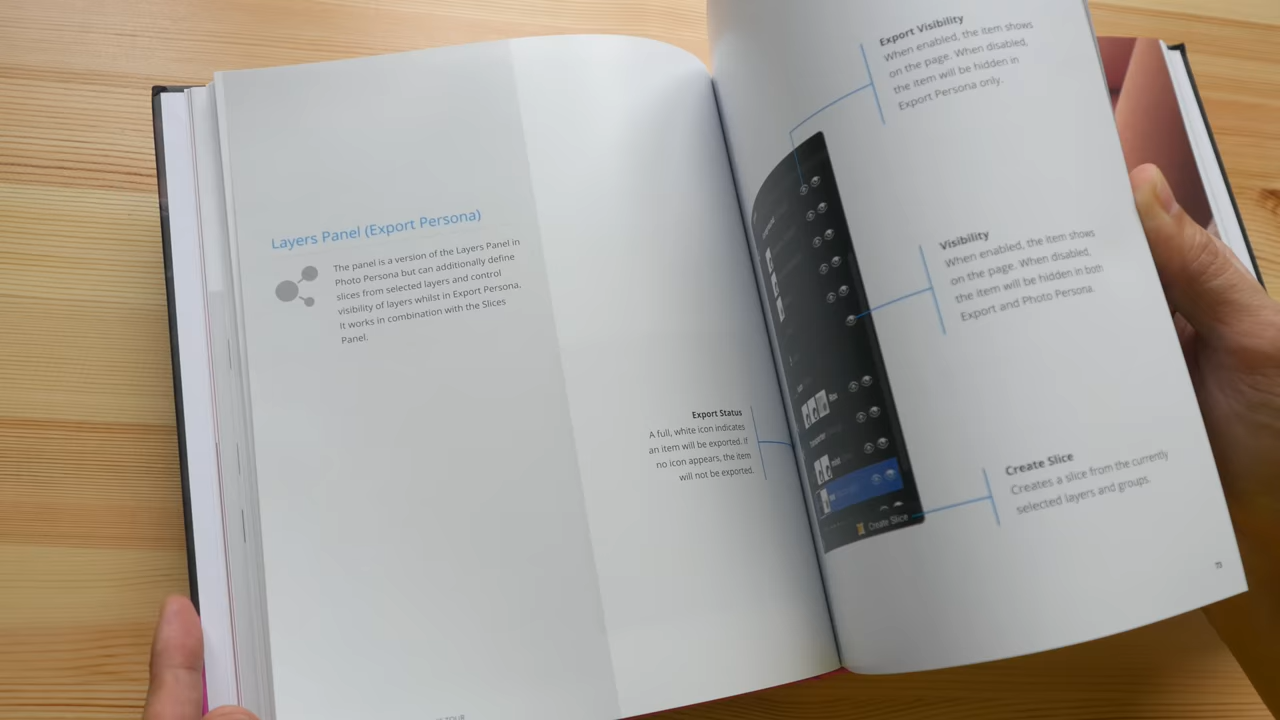 Layers Panel (Export Persona)
The panel is a version of the Layers Panel in
Photo Persona but can additionally define
slices from selected layers and control
visibility of layers whilst in Export Persona.
It works in combination with the Slices
Panel.
Export Status
A full, white icon indicates
an item will be exported. If
no icon appears, the item
will not be exported.
TOUR
Export Visibility
When enabled, the item shows
on the page. When disabled,
the item will be hidden in
Export Persona only.
Visibility
When enabled, the item shows
on the page. When disabled,
the item will be hidden in both
Export and Photo Persona.
Create Slice
Creates a slice from the currently
selected layers and groups.
Create Slice